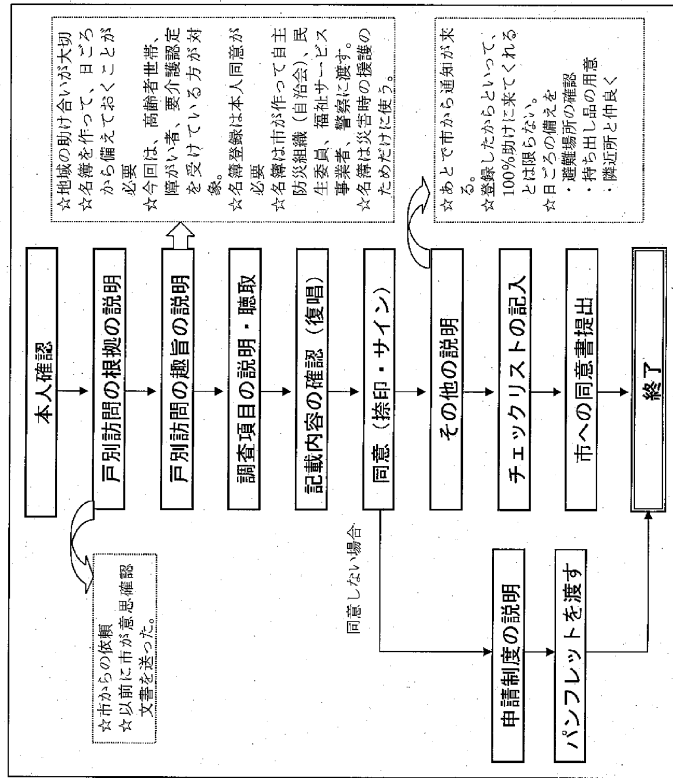 本人確認
戸別訪問の根拠の説明
☆市からの依頼
☆以前に市が意思確認
文書を送った。
戸別訪問の趣旨の説明
☆地域の助け合いが大切
☆名簿を作って、日ごろ
から備えておくことが
必要
☆今回は、高齢者世帯、
障がい者、要介護認定
を受けている方が対
象。
☆名簿登録は本人同意が
必要
☆名簿は市が作って自主
防災組織（自治会）、民
生委員、福祉サービス
事業者、警察に渡す。
☆名簿は災害時の援護の
ためだけに使う。
調査項目の説明・聴取
記載内容の確認（復唱）
同意（捺印・サイン）
その他の説明
☆あとで市から通知が来
る。
☆登録したからといって、
100％助けに来てくれる
とは限らない。
☆日ごろの備えを
・避難場所の確認
・持ち出し品の用意
・隣近所と仲良く
チェックリストの記入
市への同意書提出
終了
同意しない場合
申請制度の説明
パンフレットを渡す